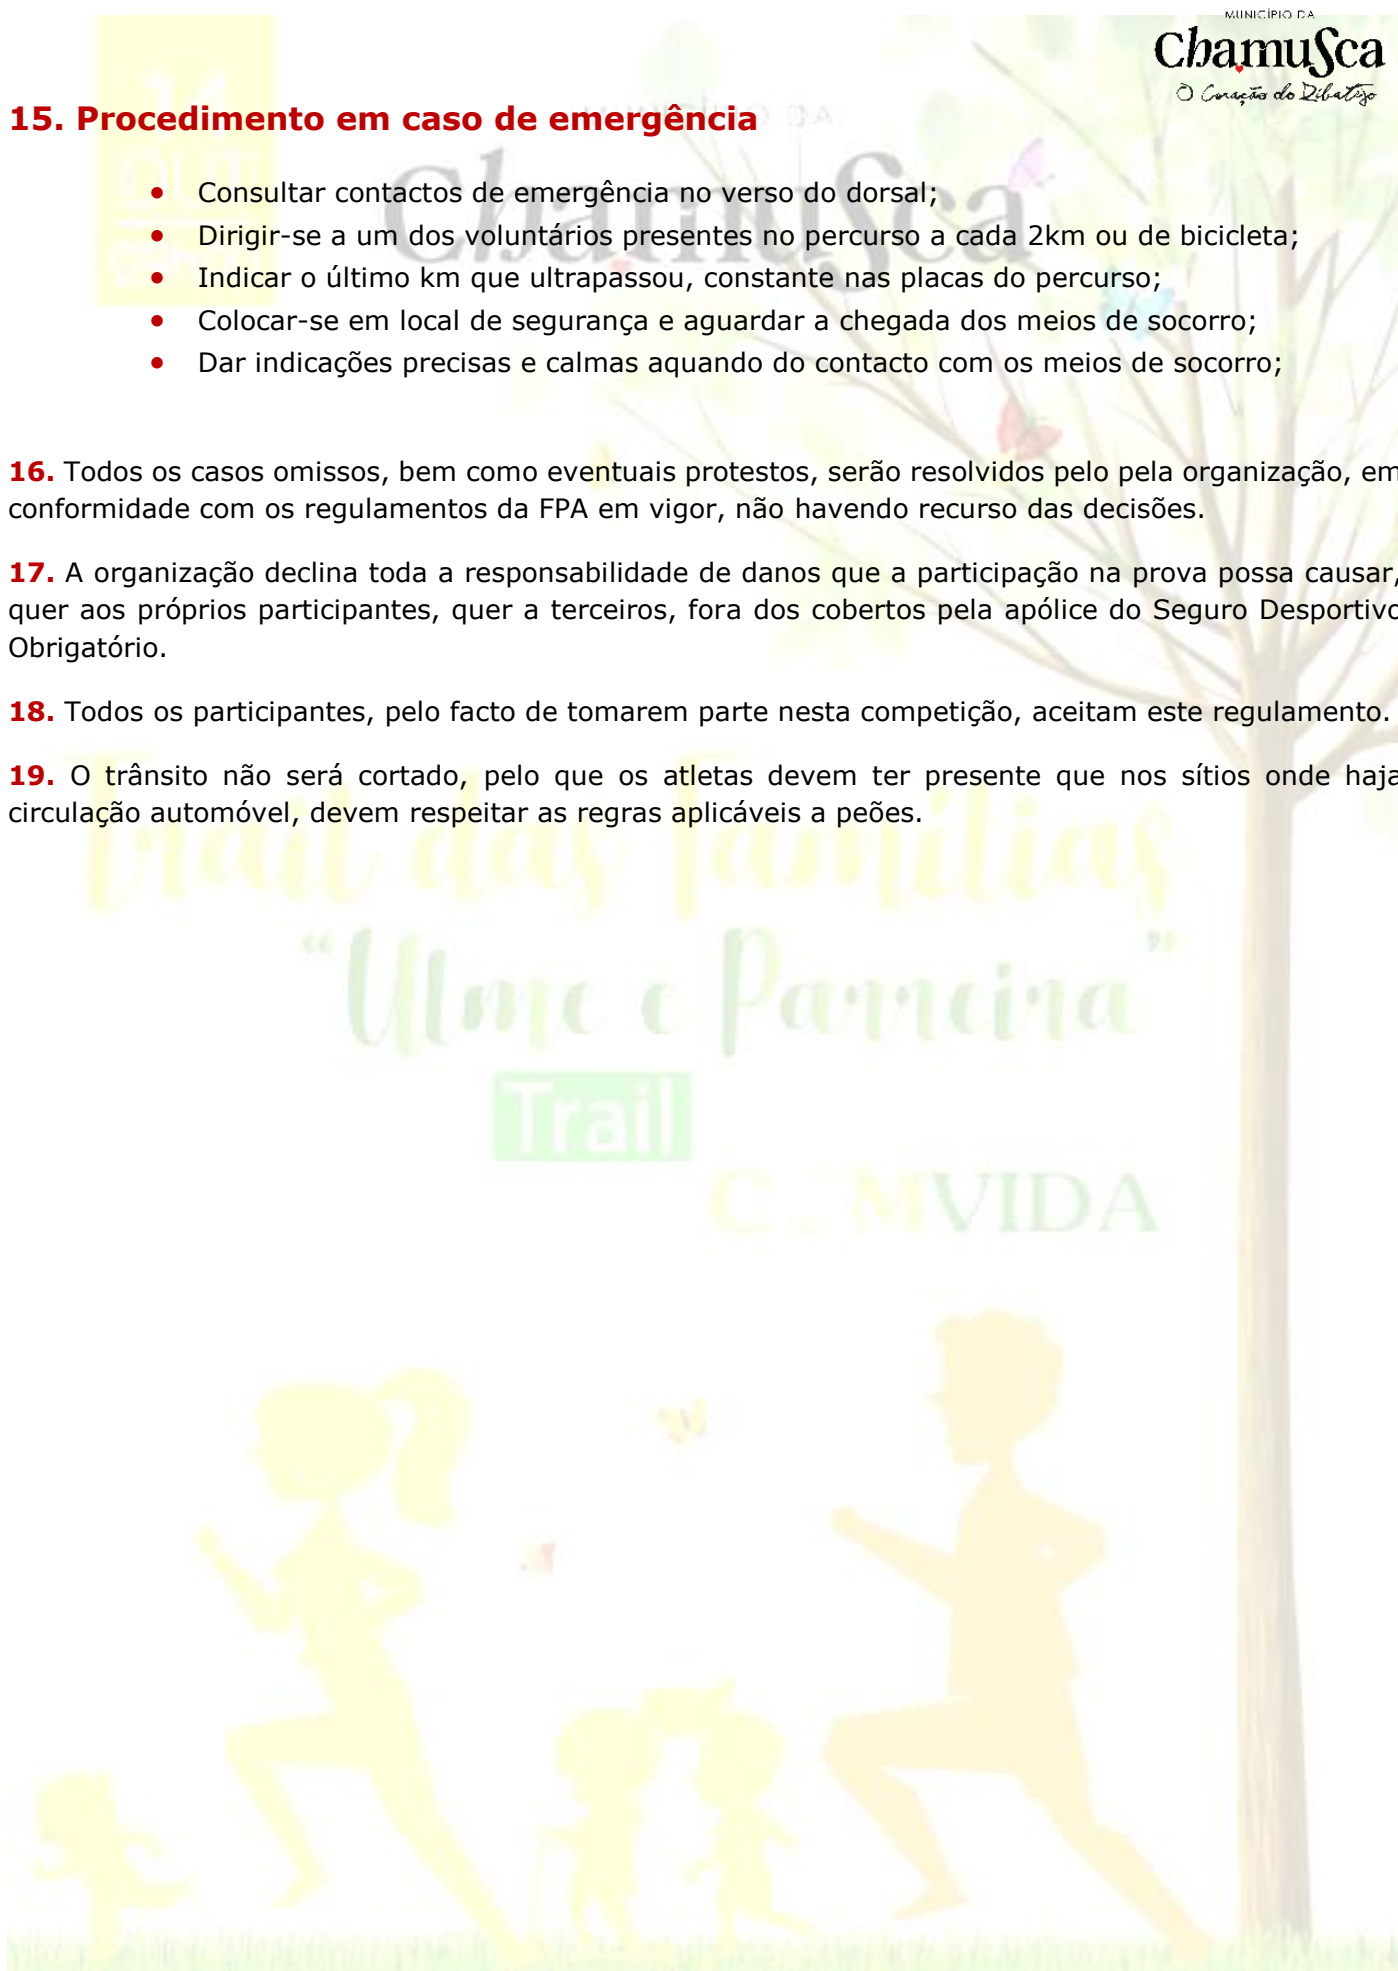 MUNICÍPIO DA
Chamusca
O Coração do Ribatejo
15. Procedimento em caso de emergência
MUNICÍPIO DA
14
OUT
Chamusca
• Consultar contactos de emergência no verso do dorsal;
• Dirigir-se a um dos voluntários presentes no percurso a cada 2km ou de bicicleta;
• Indicar o último km que ultrapassou, constante nas placas do percurso;
• Colocar-se em local de segurança e aguardar a chegada dos meios de socorro;
• Dar indicações precisas e calmas aquando do contacto com os meios de socorro;
16. Todos os casos omissos, bem como eventuais protestos, serão resolvidos pelo pela organização, em
conformidade com os regulamentos da FPA em vigor, não havendo recurso das decisões.
17. A organização declina toda a responsabilidade de danos que a participação na prova possa causar,
quer aos próprios participantes, quer a terceiros, fora dos cobertos pela apólice do Seguro Desportivo
Obrigatório.
18. Todos os participantes, pelo facto de tomarem parte nesta competição, aceitam este regulamento.
19. O trânsito não será cortado, pelo que os atletas devem ter presente que nos sítios onde haja
circulação automóvel, devem respeitar as regras aplicáveis a peões.
Trail das famílias
"Ulme e Parreira"
Trail
COMVIDA